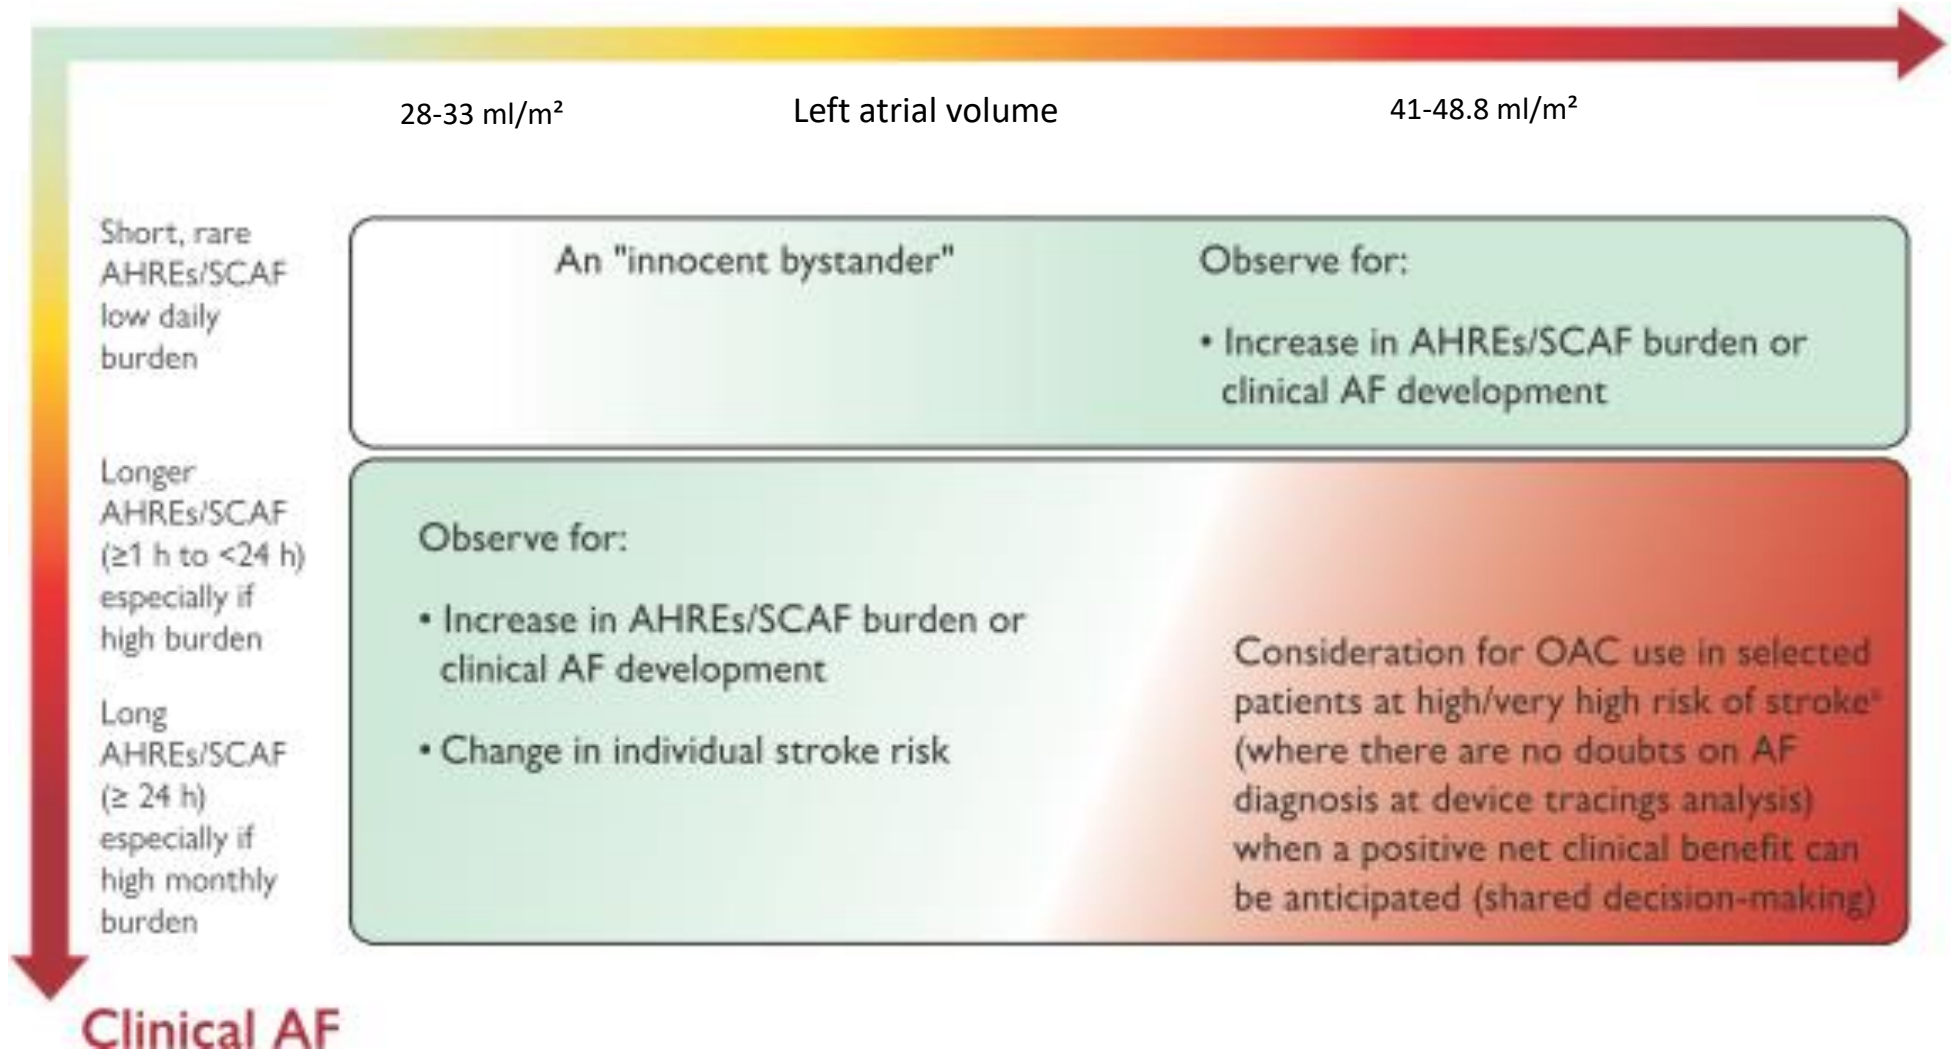 28-33 ml/m²
Left atrial volume
41-48.8 ml/m²
Short, rare
AHREs/SCAF
low daily
burden
An "innocent bystander"
Observe for:
• Increase in AHREs/SCAF burden or
clinical AF development
Longer
AHREs/SCAF
(≥1 h to <24 h)
especially if
high burden
Long
AHREs/SCAF
(≥ 24 h)
especially if
high monthly
burden
Observe for:
• Increase in AHREs/SCAF burden or
clinical AF development
• Change in individual stroke risk
Consideration for OAC use in selected
patients at high/very high risk of stroke
(where there are no doubts on AF
diagnosis at device tracings analysis)
when a positive net clinical benefit can
be anticipated (shared decision-making)
Clinical AF